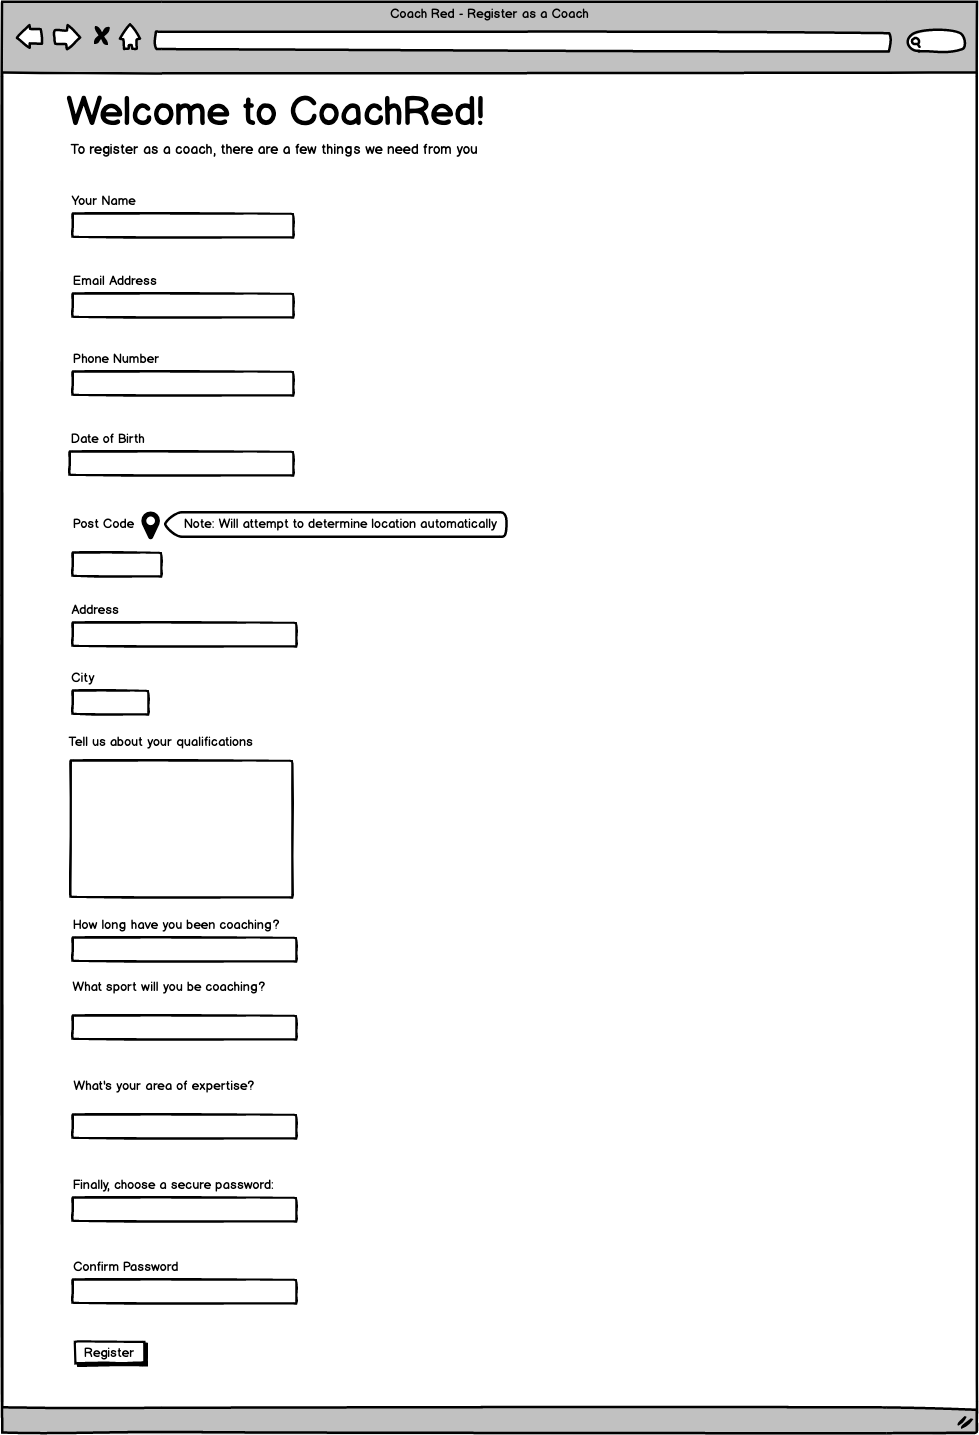 Coach Red - Register as a Coach
Welcome to CoachRed!
To register as a coach, there are a few things we need from you
Your Name
Email Address
Phone Number
Date of Birth
Post Code Note: Will attempt to determine location automatically
Address
City
Tell us about your qualifications
How long have you been coaching?
What sport will you be coaching?
What's your area of expertise?
Finally, choose a secure password:
Confirm Password
Register